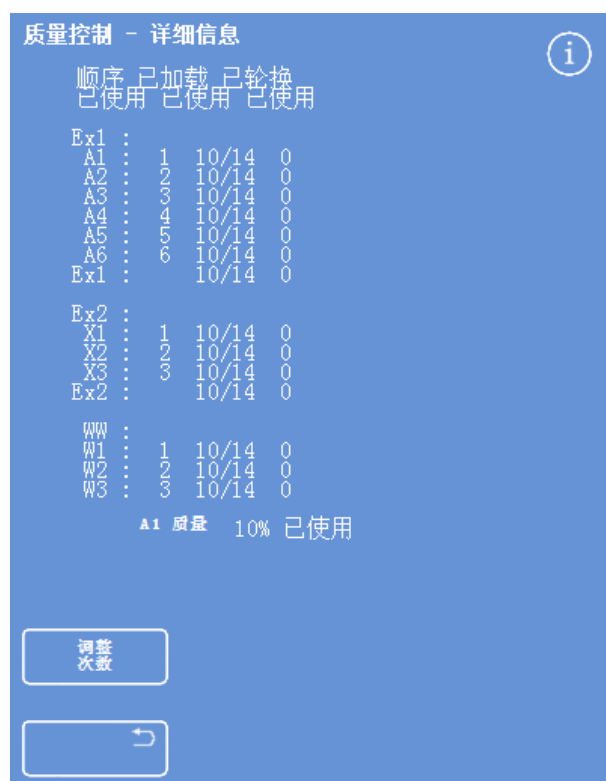 质量控制 - 详细信息
i
顺序 已加载 已轮换
已使用 已使用 已使用
Ex1 :
A1 : 1 10/14 0
A2 : 2 10/14 0
A3 : 3 10/14 0
A4 : 4 10/14 0
A5 : 5 10/14 0
A6 : 6 10/14 0
Ex1 : 10/14 0
Ex2 :
X1 : 1 10/14 0
X2 : 2 10/14 0
X3 : 3 10/14 0
Ex2 : 10/14 0
WW :
W1 : 1 10/14 0
W2 : 2 10/14 0
W3 : 3 10/14 0
A1 质量 10% 已使用
调整
次数